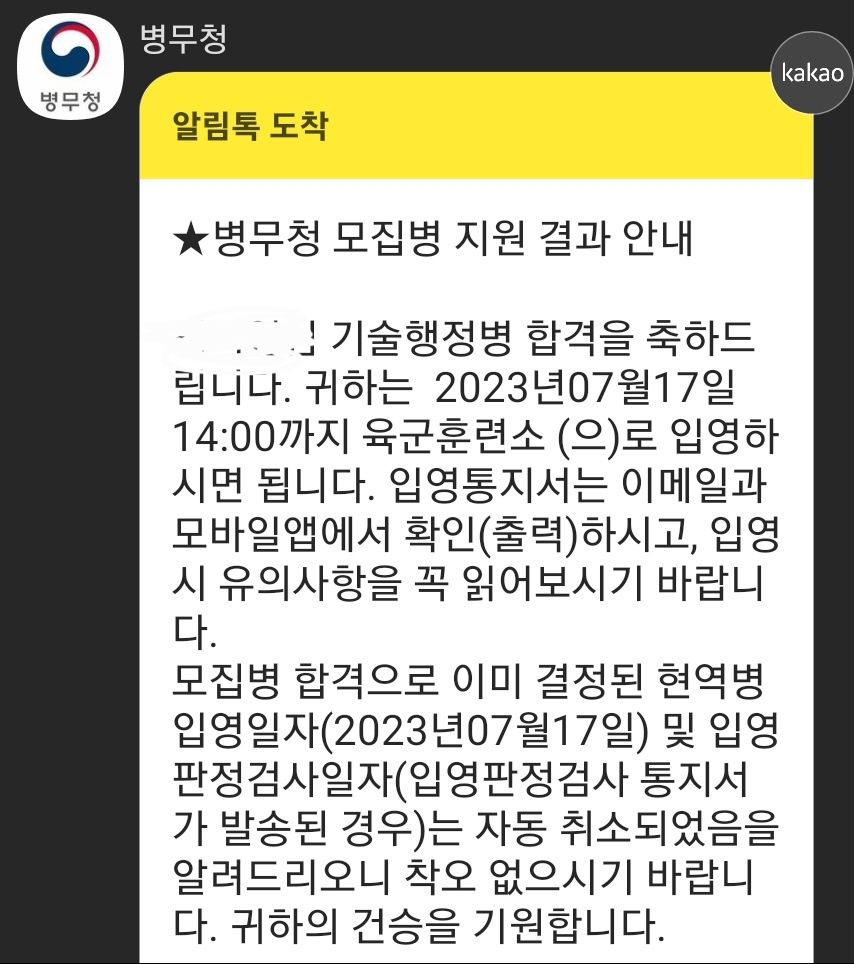 병무청
병무청
kakao
알림톡 도착
★병무청 모집병 지원 결과 안내
기술행정병 합격을 축하드
립니다. 귀하는 2023년07월17일
14:00까지 육군훈련소 (으)로 입영하
시면 됩니다. 입영통지서는 이메일과
모바일앱에서 확인(출력)하시고, 입영
시 유의사항을 꼭 읽어보시기 바랍니
다.
모집병 합격으로 이미 결정된 현역병
입영일자(2023년07월17일) 및 입영
판정검사일자(입영판정검사 통지서
가 발송된 경우)는 자동 취소되었음을
알려드리오니 착오 없으시기 바랍니
다. 귀하의 건승을 기원합니다.